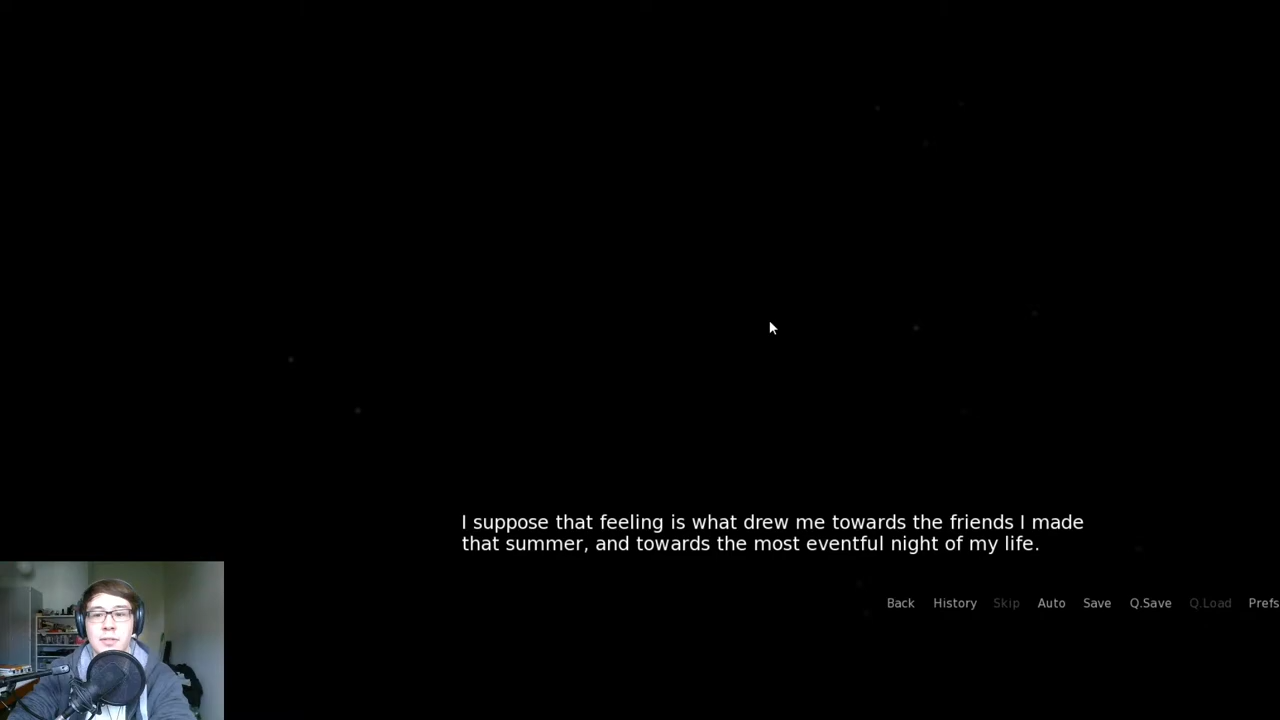 I suppose that feeling is what drew me towards the friends I made
that summer, and towards the most eventful night of my life.
Back History Skip Auto Save Q.Save Q.Load Prefs